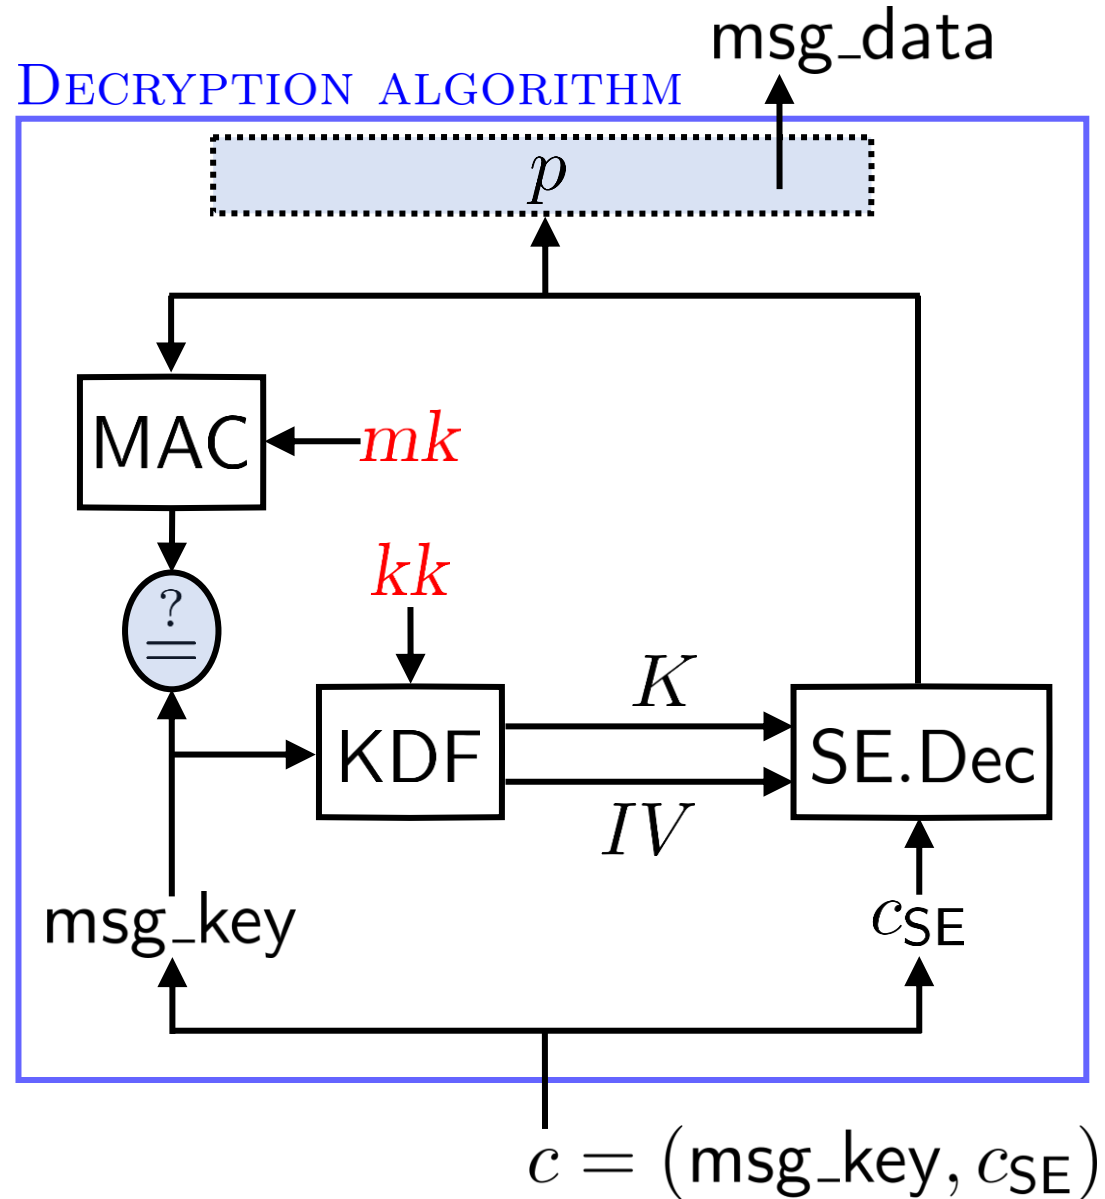 msg_data
DECRYPTION ALGORITHM
p
MAC
mk
?
=
kk
K
KDF
SE.Dec
IV
msg_key
c_SE
c = (msg_key, c_SE)